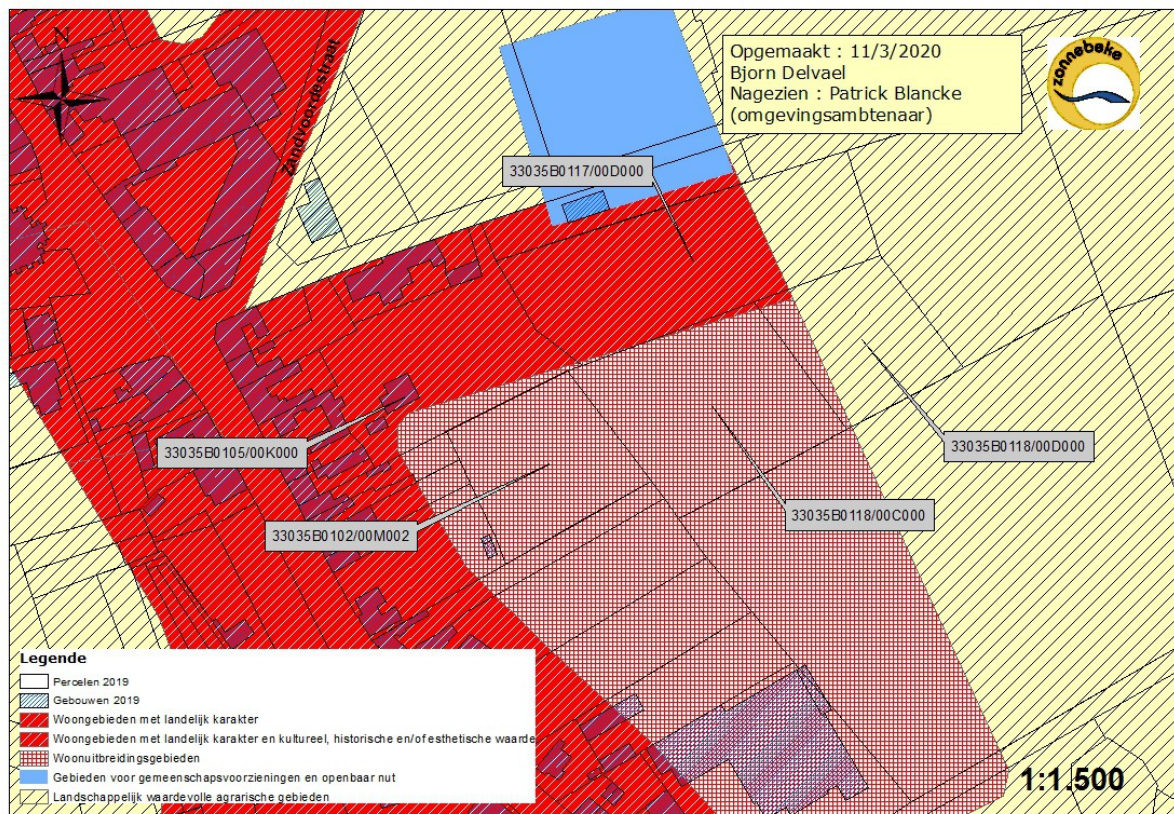 N
Zandvoordestraat
Opgemaakt : 11/3/2020
Bjorn Delvael
Nagezien : Patrick Blancke
(omgevingsambtenaar)
zonnebeke
33035B0117/00D000
33035B0105/00K000
33035B0118/00D000
33035B0118/00C000
33035B0102/00M002
Legende
Percelen 2019
Gebouwen 2019
Woongebieden met landelijk karakter
Woongebieden met landelijk karakter en kultureel, historische en/of esthetische waarde
Woonuitbreidingsgebieden
Gebieden voor gemeenschapsvoorzieningen en openbaar nut
Landschappelijk waardevolle agrarische gebieden
1:1.500